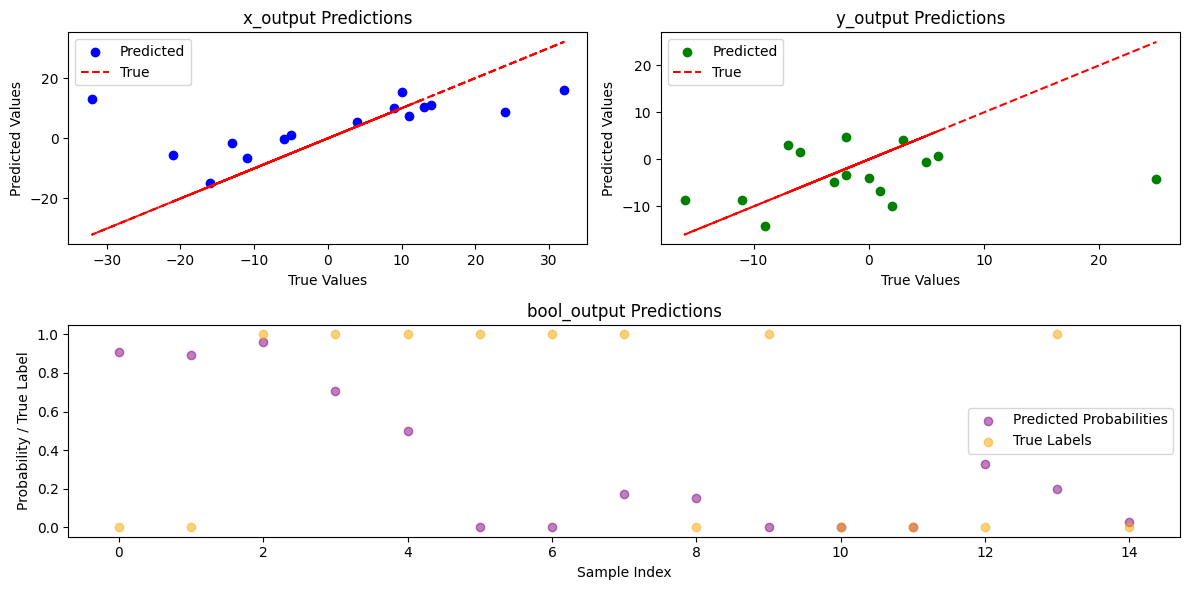 x_output Predictions
Predicted Values
20
0
−20
Predicted
True
−30
−20
−10
0
10
20
30
True Values
y_output Predictions
Predicted Values
20
10
0
−10
Predicted
True
−10
0
10
20
True Values
bool_output Predictions
Probability / True Label
1.0
0.8
0.6
0.4
0.2
0.0
Predicted Probabilities
True Labels
0
2
4
6
8
10
12
14
Sample Index